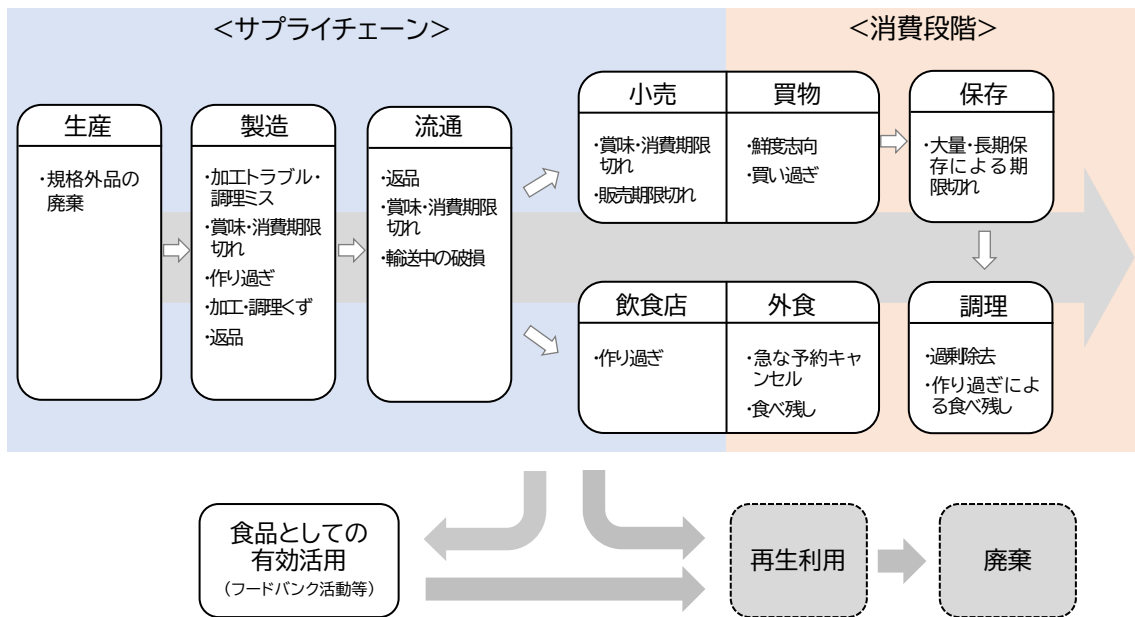 ＜サプライチェーン＞
＜消費段階＞
生産
・規格外品の
廃棄
製造
・加工トラブル・
調理ミス
・賞味・消費期限
切れ
・作り過ぎ
・加工・調理くず
・返品
流通
・返品
・賞味・消費期限
切れ
・輸送中の破損
小売
・賞味・消費期限
切れ
・販売期限切れ
買物
・鮮度志向
・買い過ぎ
保存
・大量・長期保
存による期
限切れ
飲食店
・作り過ぎ
外食
・急な予約キャ
ンセル
・食べ残し
調理
・過剰除去
・作り過ぎによ
る食べ残し
食品としての
有効活用
（フードバンク活動等）
再生利用
廃棄